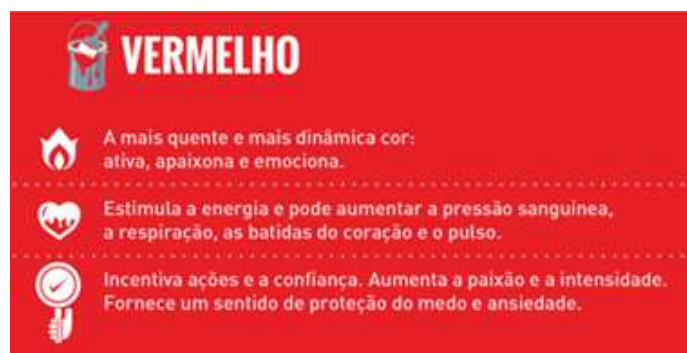 VERMELHO
A mais quente e mais dinâmica cor:
ativa, apaixona e emociona.
Estimula a energia e pode aumentar a pressão sanguínea,
a respiração, as batidas do coração e o pulso.
Incentiva ações e a confiança. Aumenta a paixão e a intensidade.
Fornece um sentido de proteção do medo e ansiedade.